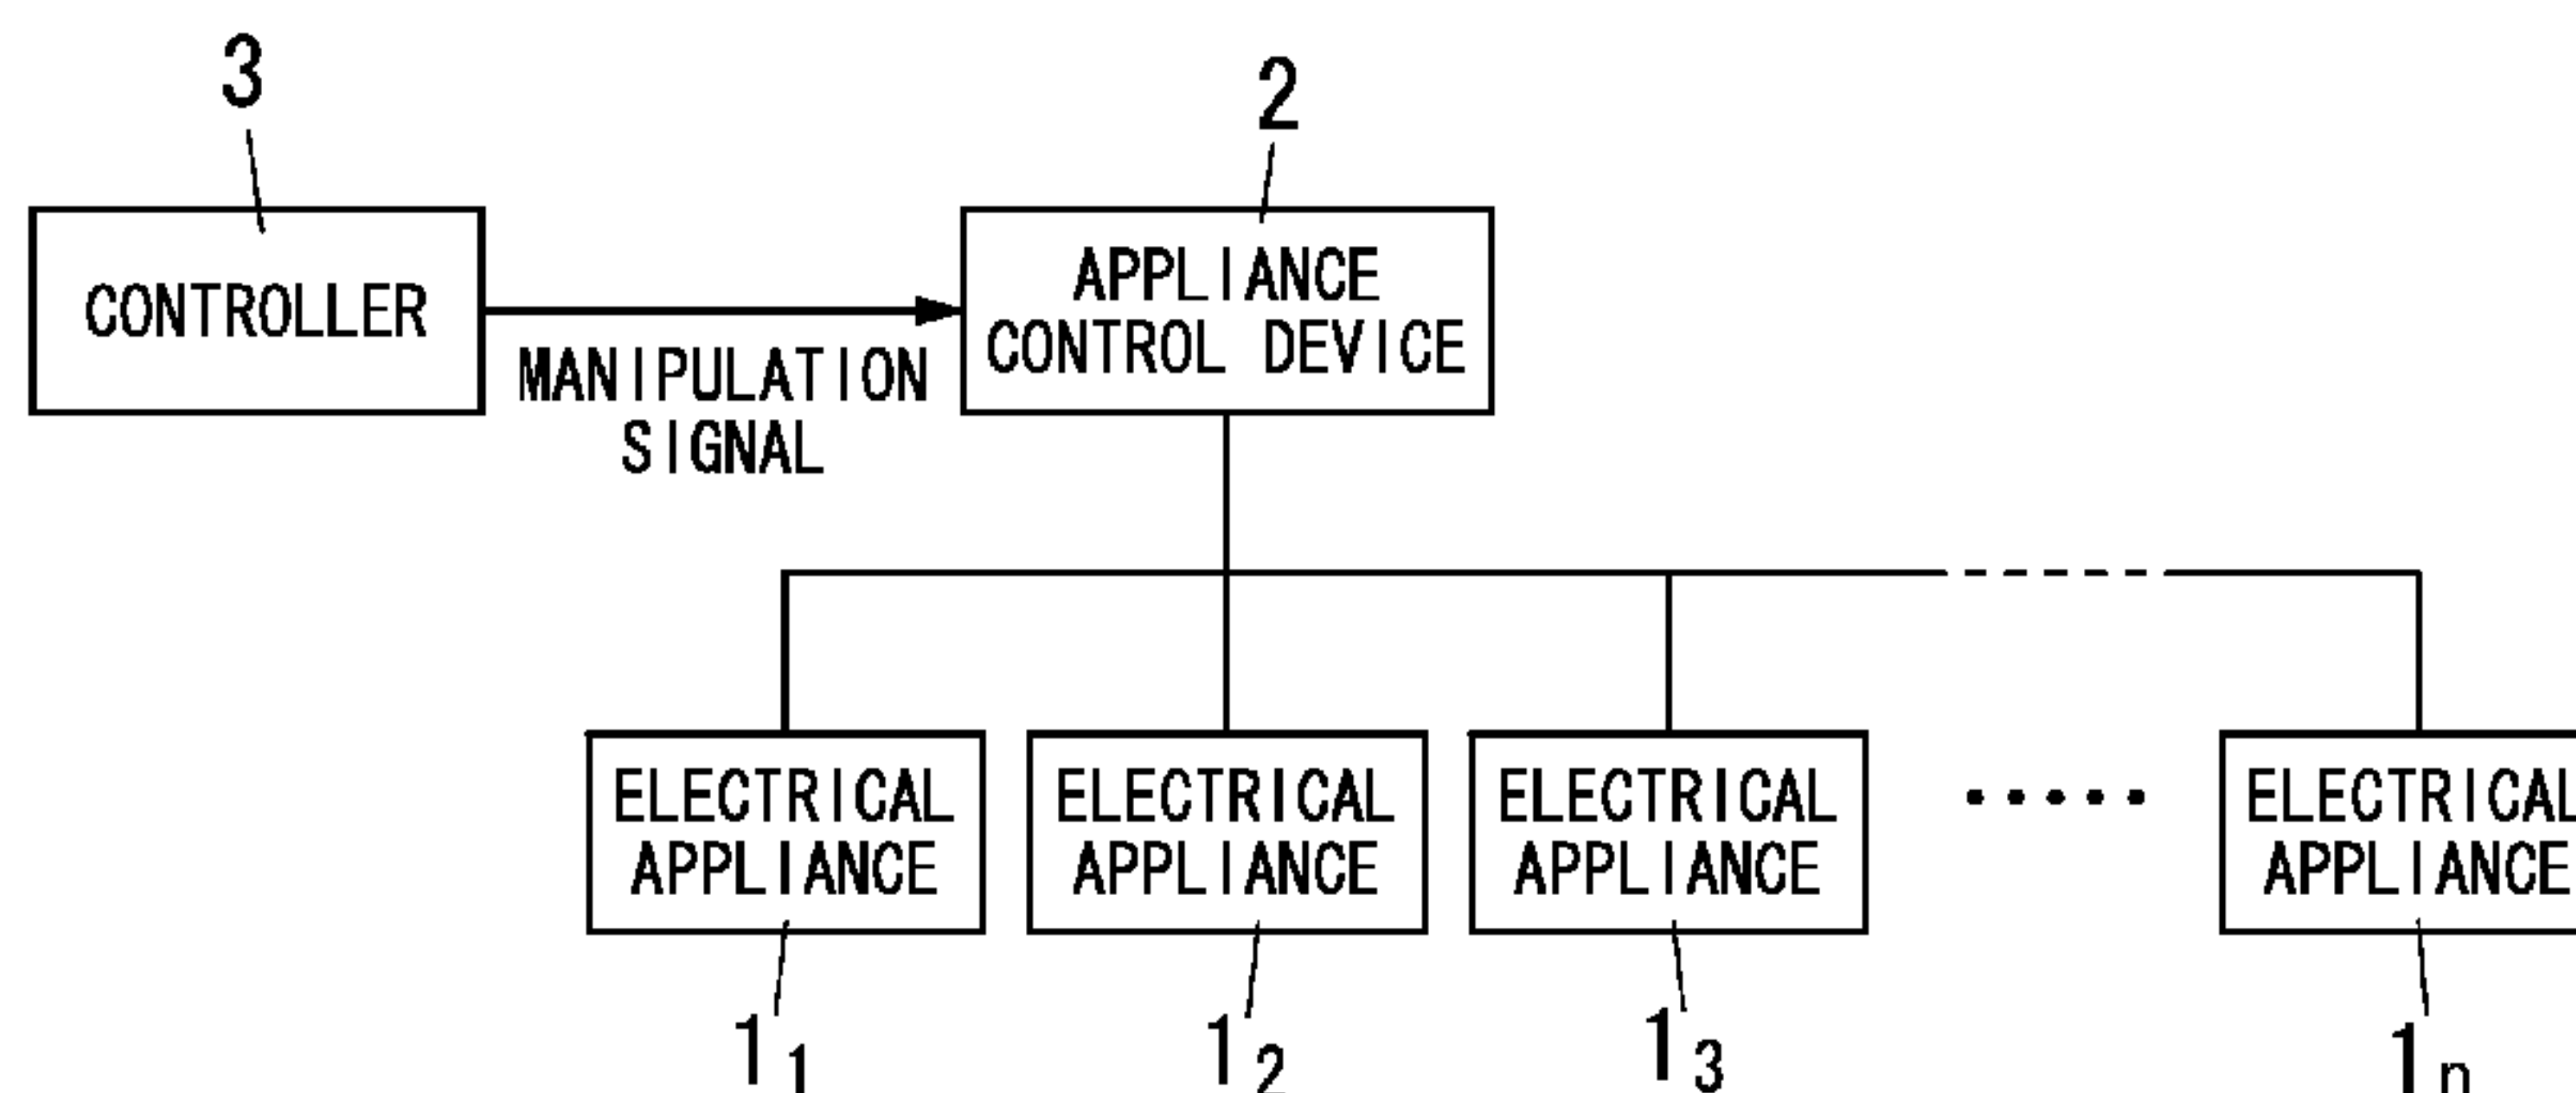 3
2
CONTROLLER
APPLIANCE
CONTROL DEVICE
MANIPULATION
SIGNAL
ELECTRICAL
APPLIANCE
ELECTRICAL
APPLIANCE
ELECTRICAL
APPLIANCE
.....
ELECTRICAL
APPLIANCE
1₁
1₂
1₃
1ₙ